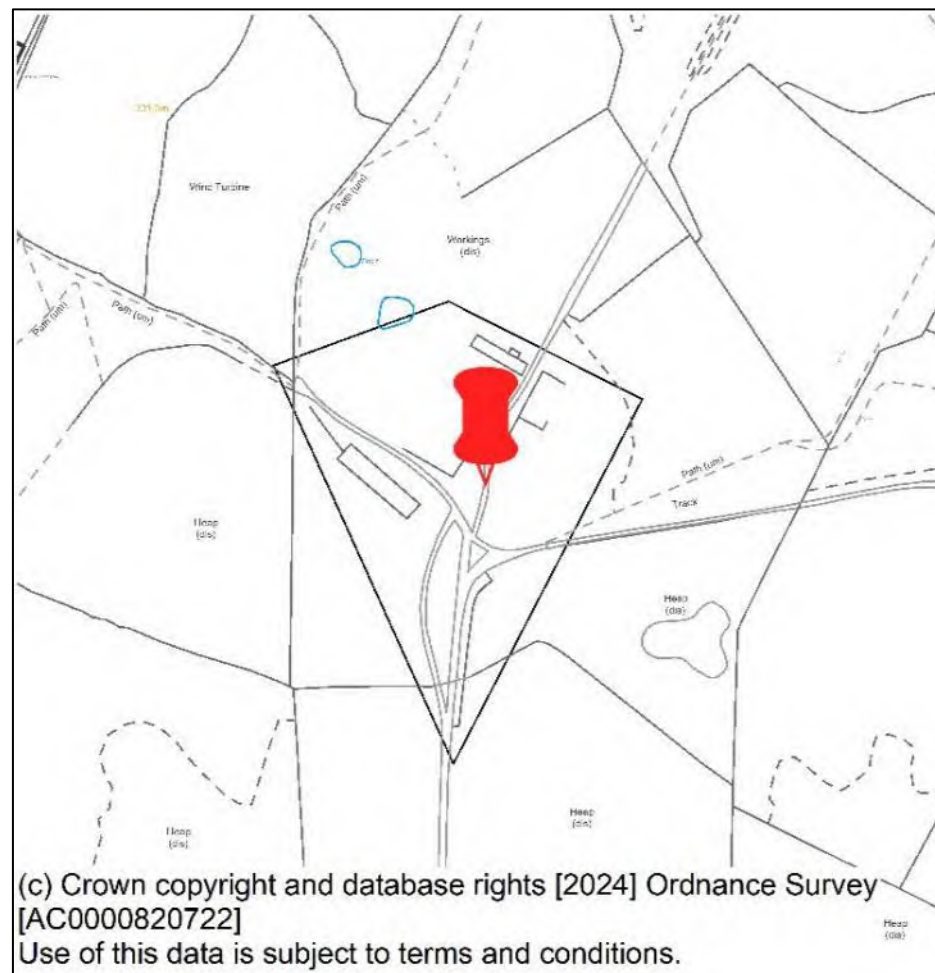 Wind Turbine
Path (um)
Workings
(dis)
Path (um)
Path (um)
Path (um)
Track
Heap
(dis)
Heap
(dis)
Heap
(dis)
Heap
(dis)
(c) Crown copyright and database rights [2024] Ordnance Survey
[AC0000820722]
Heap
(dis)
Use of this data is subject to terms and conditions.